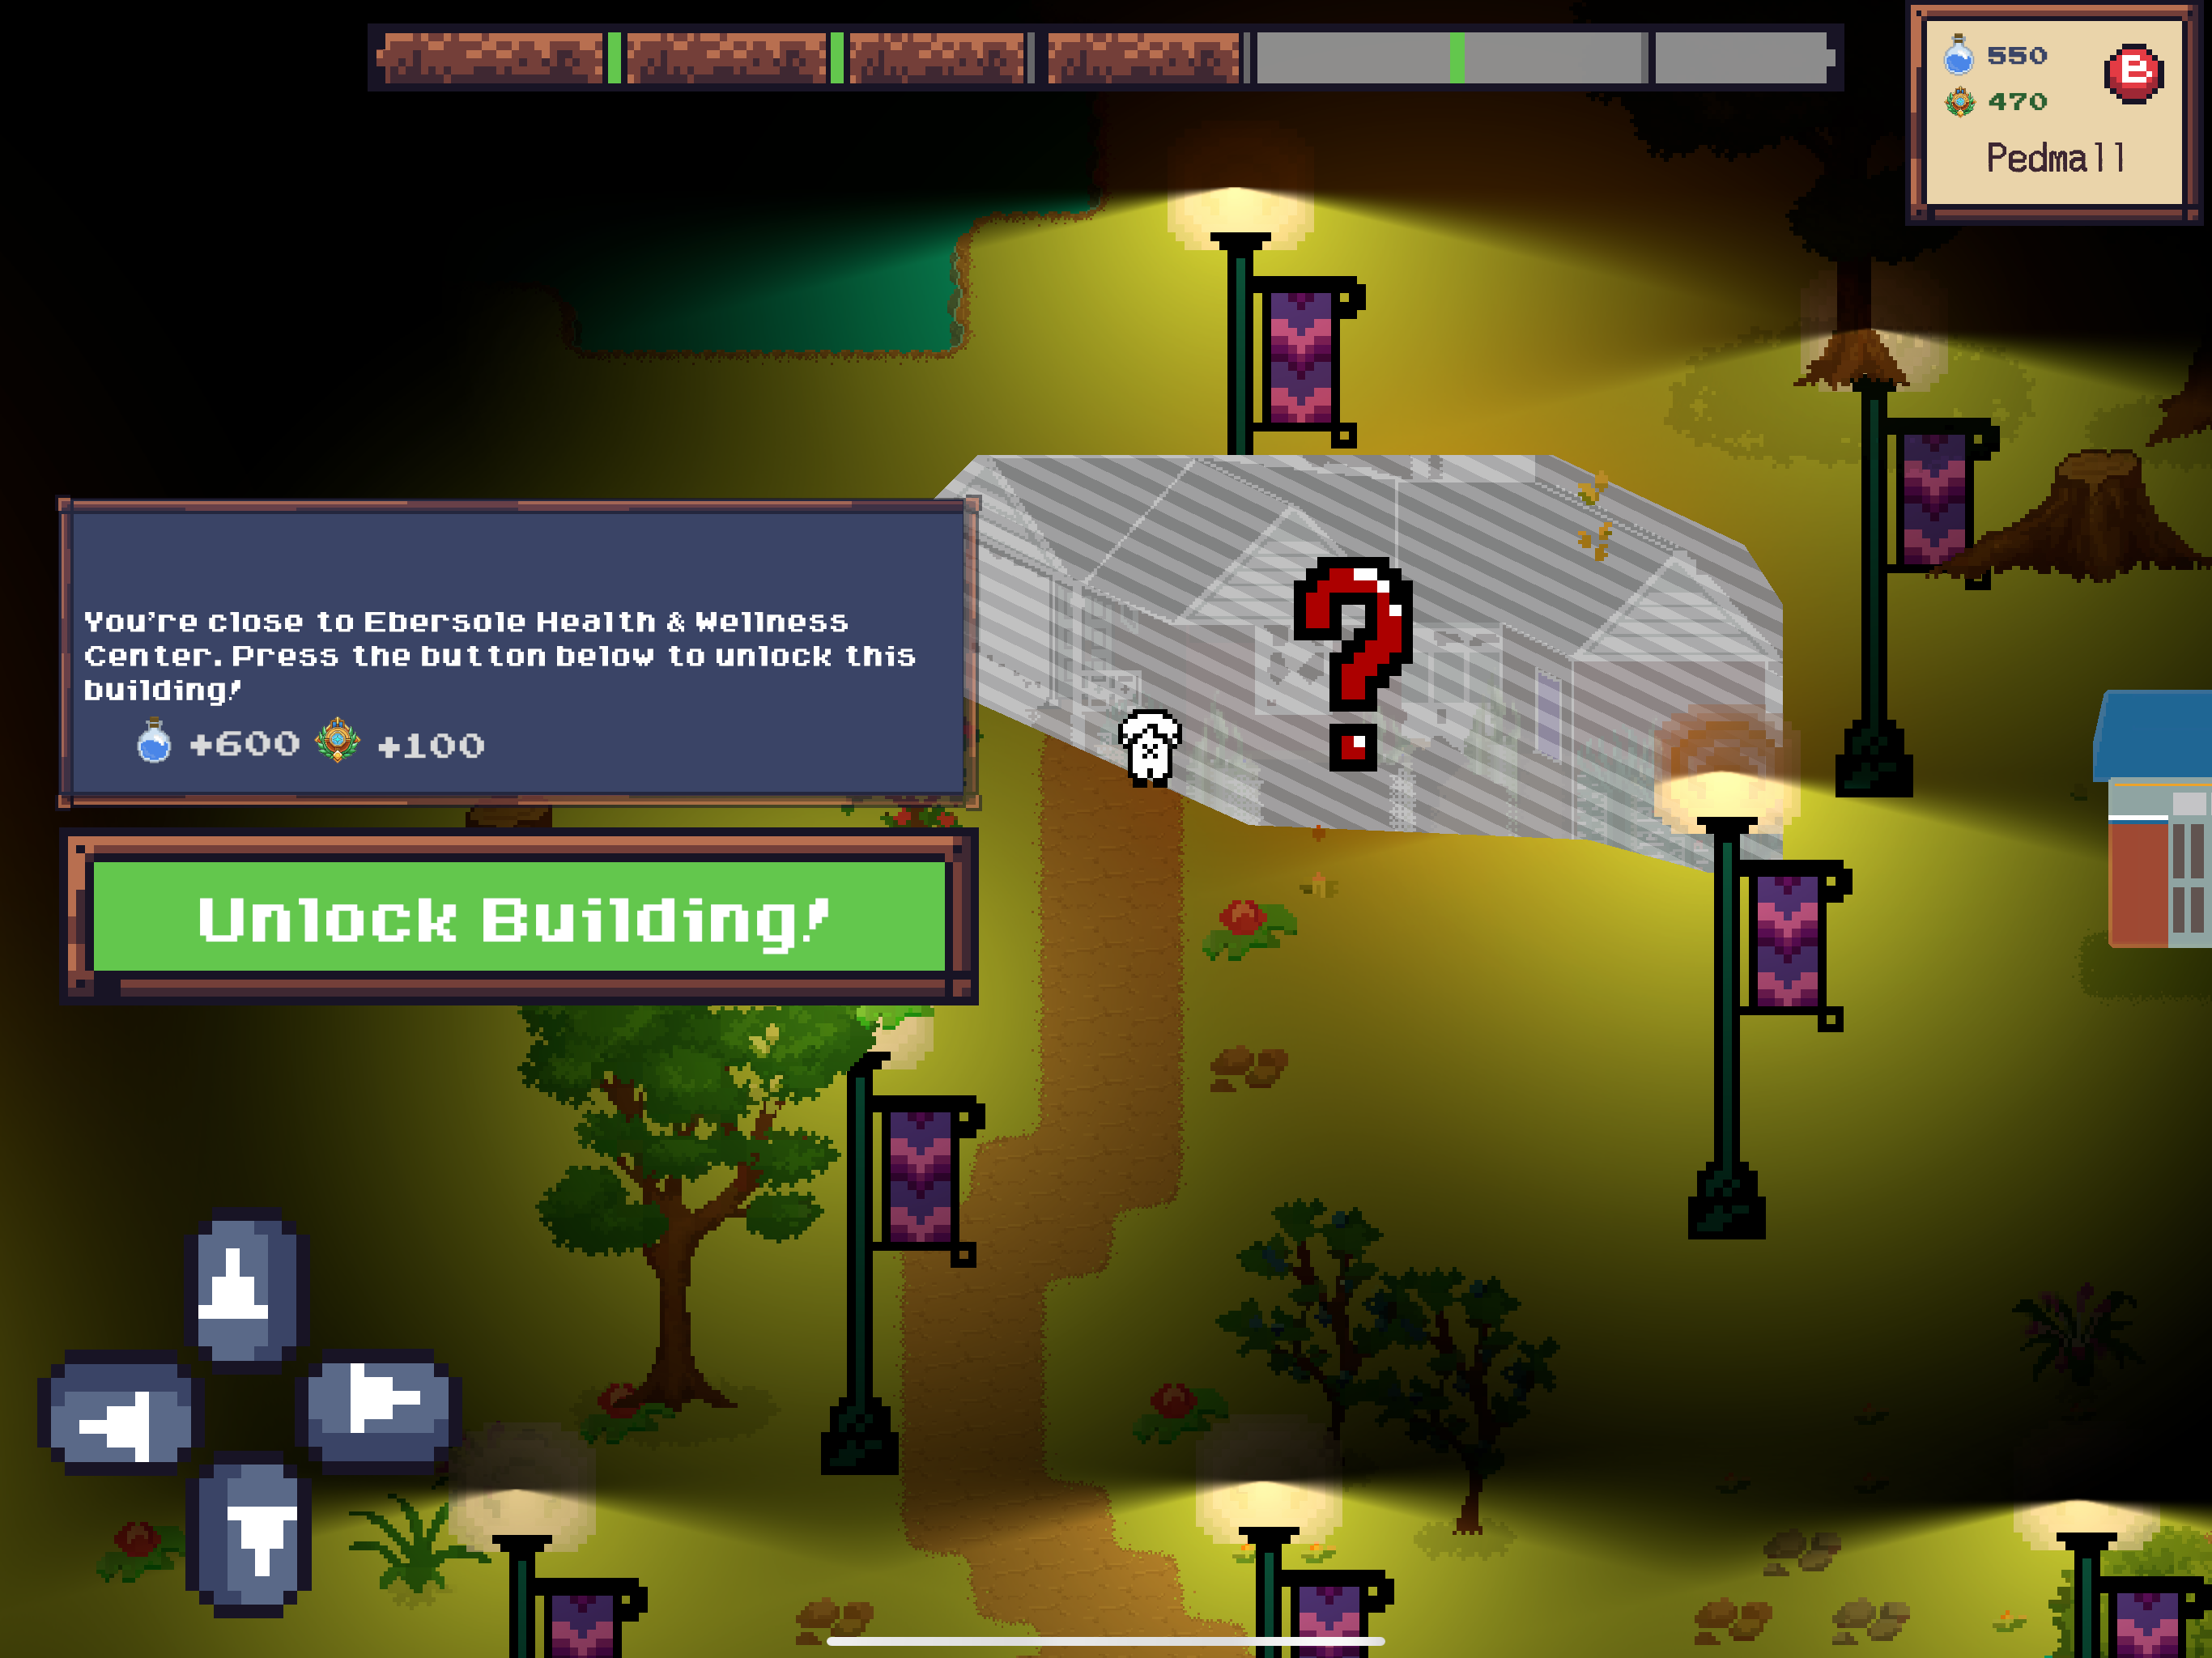 550
B
470
Pedmall
You're close to Ebersole Health & Wellness
Center. Press the button below to unlock this
building!
+600 +100
?
Unlock Building!